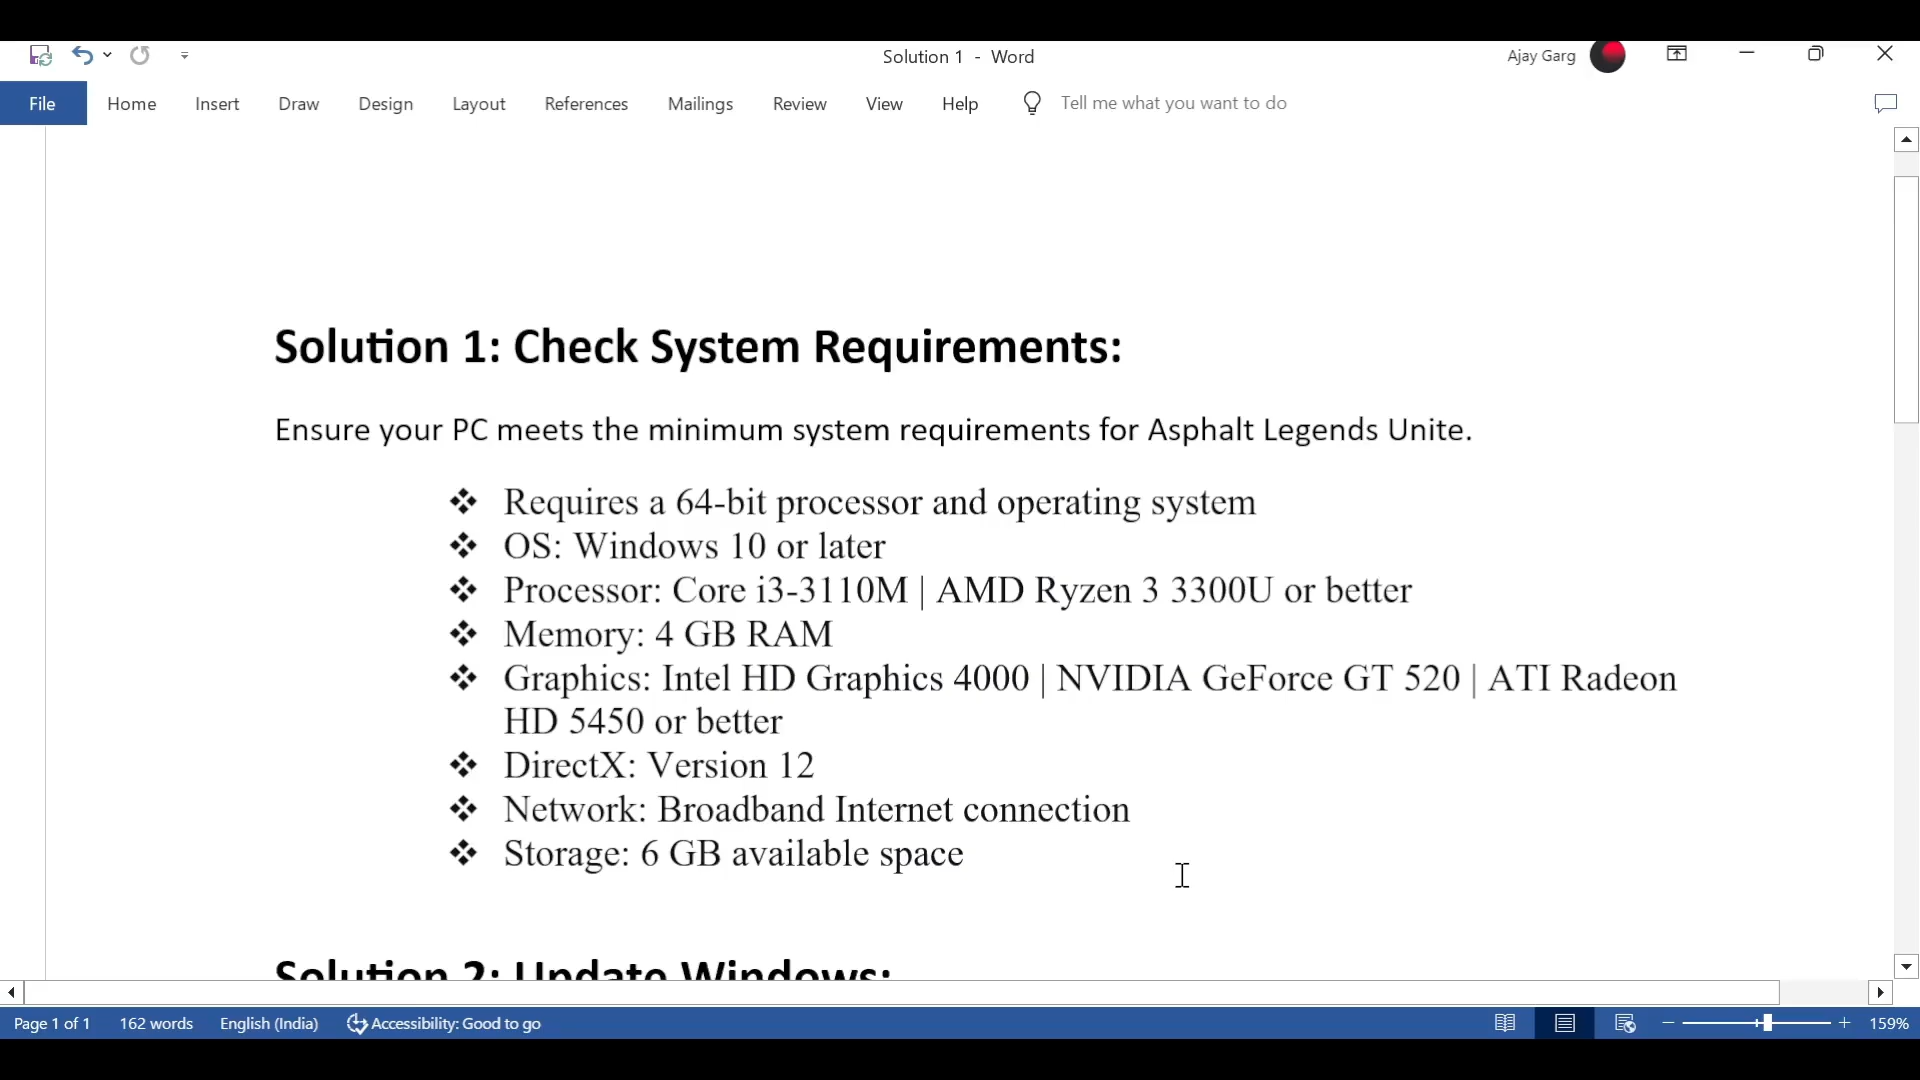 Solution 1 - Word
Ajay Garg
File Home Insert Draw Design Layout References Mailings Review View Help Tell me what you want to do
Solution 1: Check System Requirements:
Ensure your PC meets the minimum system requirements for Asphalt Legends Unite.
❖ Requires a 64-bit processor and operating system
❖ OS: Windows 10 or later
❖ Processor: Core i3-3110M | AMD Ryzen 3 3300U or better
❖ Memory: 4 GB RAM
❖ Graphics: Intel HD Graphics 4000 | NVIDIA GeForce GT 520 | ATI Radeon
HD 5450 or better
❖ DirectX: Version 12
❖ Network: Broadband Internet connection
❖ Storage: 6 GB available space
Solution 2: Update Windows:
Page 1 of 1 162 words English (India) Accessibility: Good to go 159%